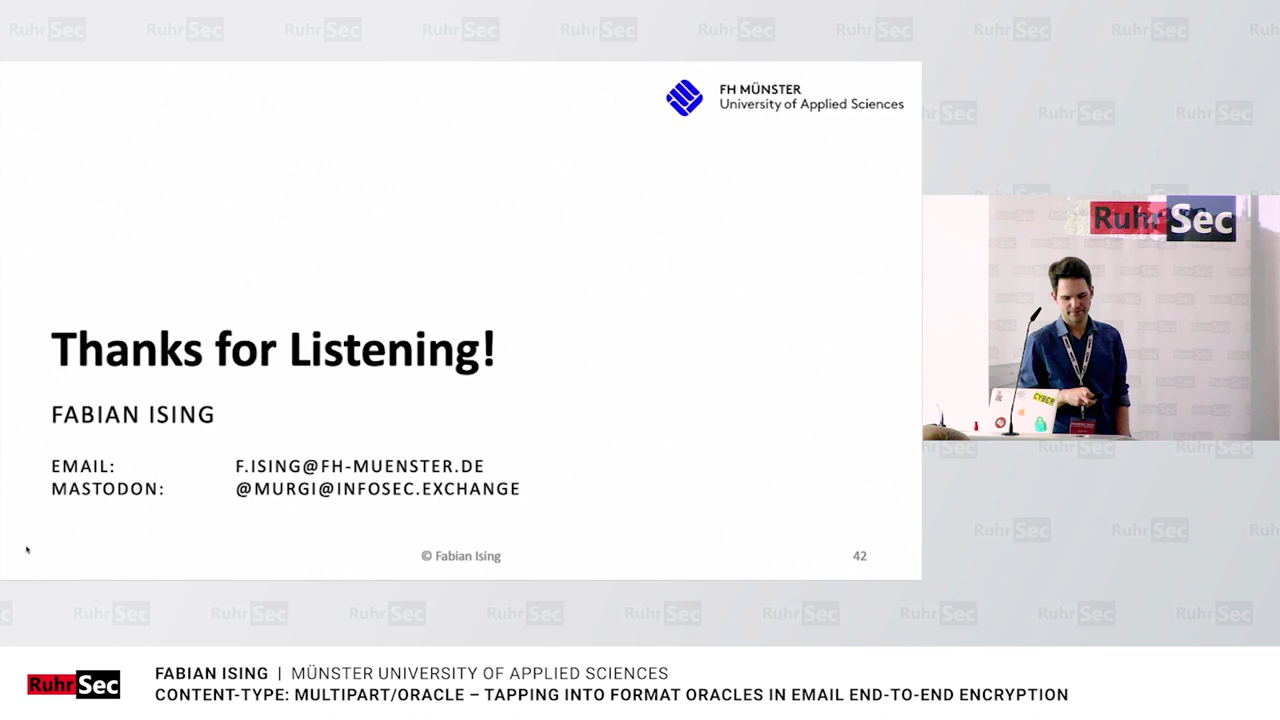 FH MÜNSTER
University of Applied Sciences
Thanks for Listening!
FABIAN ISING
EMAIL: F.ISING@FH-MUENSTER.DE
MASTODON: @MURGI@INFOSEC.EXCHANGE
© Fabian Ising 42
RuhrSec
CYBER
RuhrSec
FABIAN ISING | MÜNSTER UNIVERSITY OF APPLIED SCIENCES
CONTENT-TYPE: MULTIPART/ORACLE – TAPPING INTO FORMAT ORACLES IN EMAIL END-TO-END ENCRYPTION